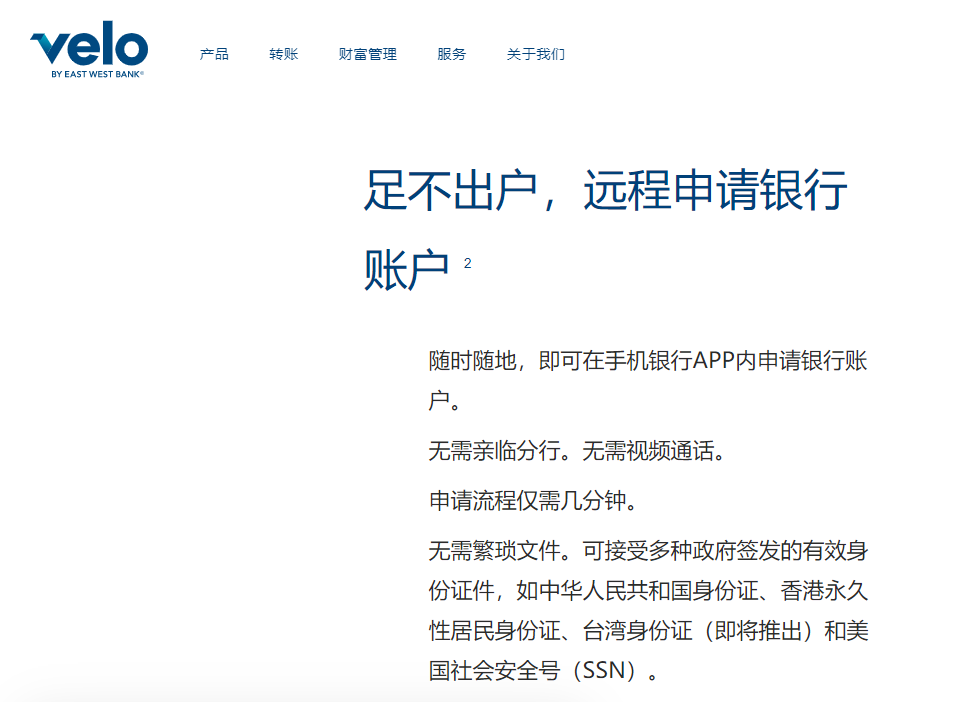 velo
BY EAST WEST BANK®
产品 转账 财富管理 服务 关于我们
足不出户，远程申请银行
账户 2
随时随地，即可在手机银行APP内申请银行账
户。
无需亲临分行。无需视频通话。
申请流程仅需几分钟。
无需繁琐文件。可接受多种政府签发的有效身
份证件，如中华人民共和国身份证、香港永久
性居民身份证、台湾身份证（即将推出）和美
国社会安全号（SSN）。